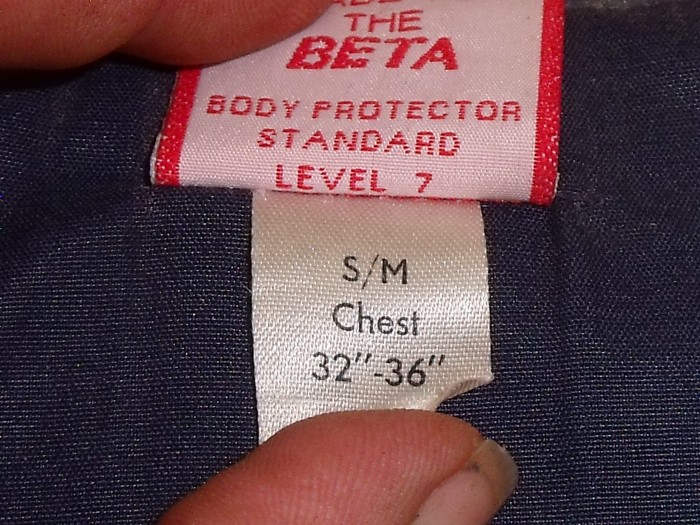 THE
BETA
BODY PROTECTOR
STANDARD
LEVEL 7
S/M
Chest
32"-36"